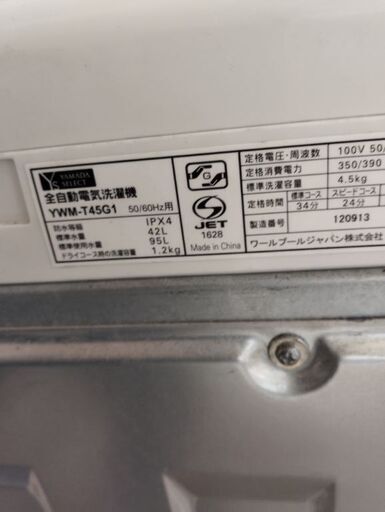 YS YAMADA SELECT
全自動電気洗濯機
YWM-T45G1 50/60Hz用
防水等級 IPX4
標準水量 42L
標準使用水量 95L
ドライコース時の洗濯容量 1.2kg
G
JET
1628
Made in China
定格電圧・周波数 100V 50/
定格消費電力 350/390
標準洗濯容量 4.5kg
標準コース スピードコース
34分 24分
製造番号 120913
ワールプールジャパン株式会